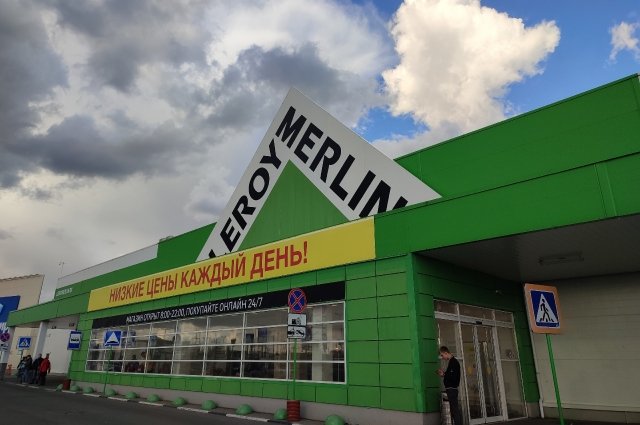 LEROY MERLIN
НИЗКИЕ ЦЕНЫ КАЖДЫЙ ДЕНЬ!
МАГАЗИН ОТКРЫТ 8:00-22:00, ПОКУПАЙТЕ ОНЛАЙН 24/7